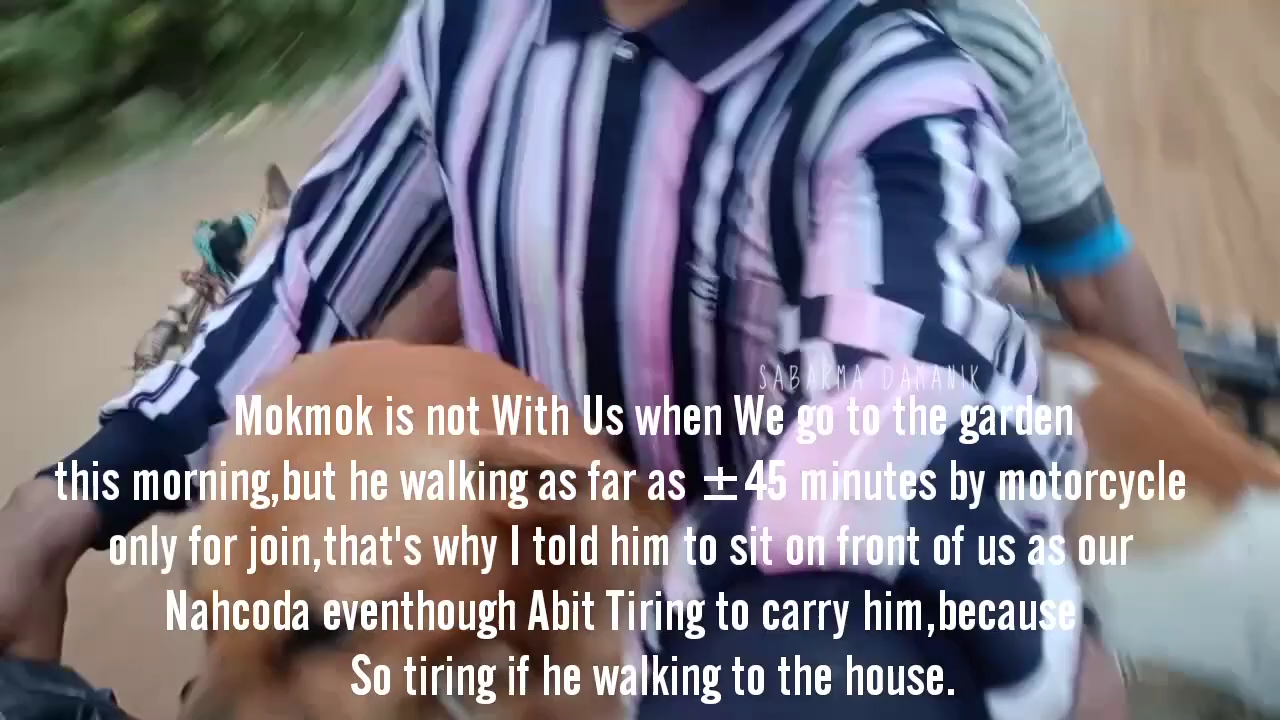 SABARMA DAMANIK
Mokmok is not With Us when We go to the garden
this morning,but he walking as far as ±45 minutes by motorcycle
only for join,that's why I told him to sit on front of us as our
Nahcoda eventhough Abit Tiring to carry him,because
So tiring if he walking to the house.